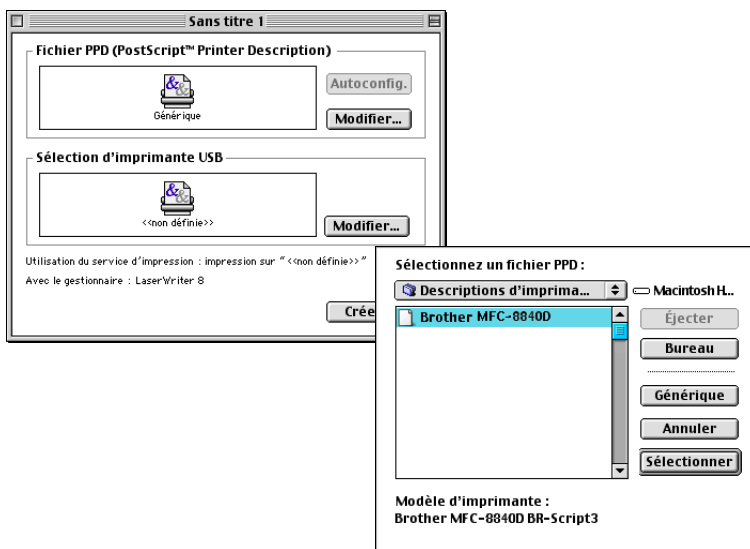 Sans titre 1
Fichier PPD (PostScript™ Printer Description)
Générique
Autoconfig.
Modifier...
Sélection d'imprimante USB
<<non définie>>
Modifier...
Utilisation du service d'impression : impression sur "<<non définie>>"
Avec le gestionnaire : LaserWriter 8
Crée
Sélectionnez un fichier PPD :
Descriptions d'imprima...
Macintosh H...
Brother MFC-8840D
Éjecter
Bureau
Générique
Annuler
Sélectionner
Modèle d'imprimante :
Brother MFC-8840D BR-Script3